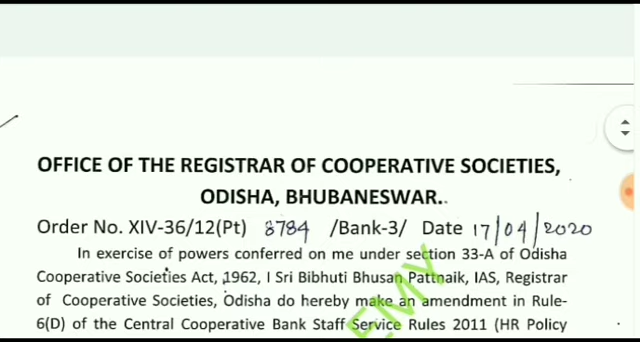 OFFICE OF THE REGISTRAR OF COOPERATIVE SOCIETIES,
ODISHA, BHUBANESWAR.
Order No. XIV-36/12(Pt) 8784 /Bank-3/ Date 17/04/2020
In exercise of powers conferred on me under section 33-A of Odisha
Cooperative Societies Act, 1962, I Sri Bibhuti Bhusan Pattnaik, IAS, Registrar
of Cooperative Societies, Odisha do hereby make an amendment in Rule-
6(D) of the Central Cooperative Bank Staff Service Rules 2011 (HR Policy
EMY